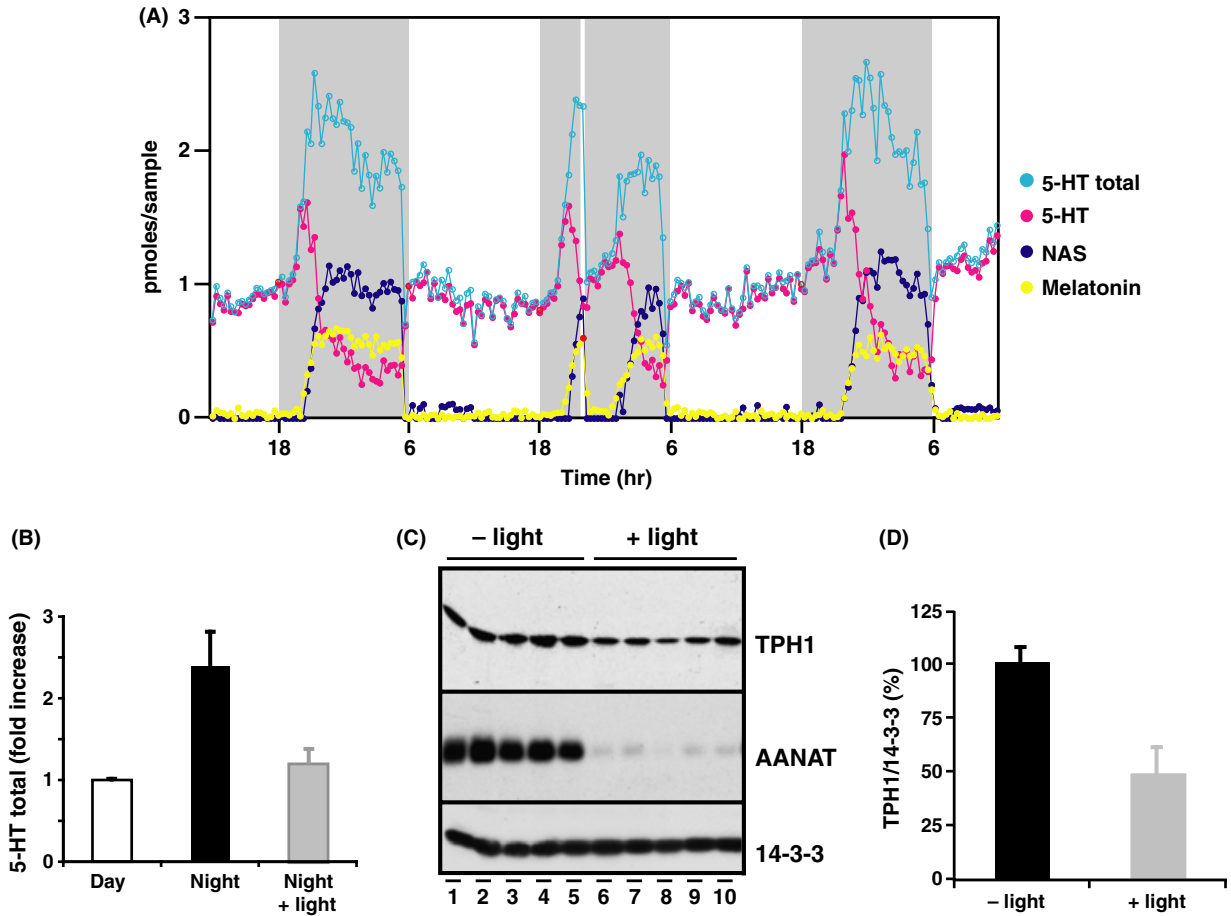 (A)
3
2
1
0
pmoles/sample
18
6
18
6
18
6
Time (hr)
5-HT total
5-HT
NAS
Melatonin
(B)
5-HT total (fold increase)
3
2
1
0
Day
Night
Night
+ light
(C)
– light
+ light
TPH1
AANAT
14-3-3
1 2 3 4 5 6 7 8 9 10
(D)
TPH1/14-3-3 (%)
125
100
75
50
25
0
– light
+ light